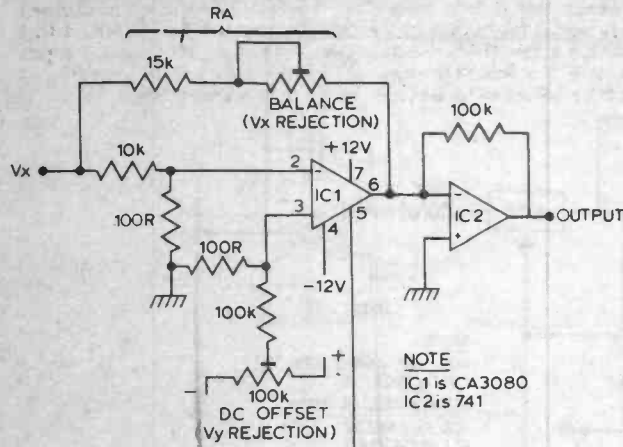 RA
15k
BALANCE
(Vx REJECTION)
100k
+12V
Vx
10k
2
-
7
IC1
6
3
+
4
5
-
IC2
+
OUTPUT
100R
100R
-12V
100k
-
+
100k
DC OFFSET
(Vy REJECTION)
NOTE
IC1 is CA3080
IC2 is 741